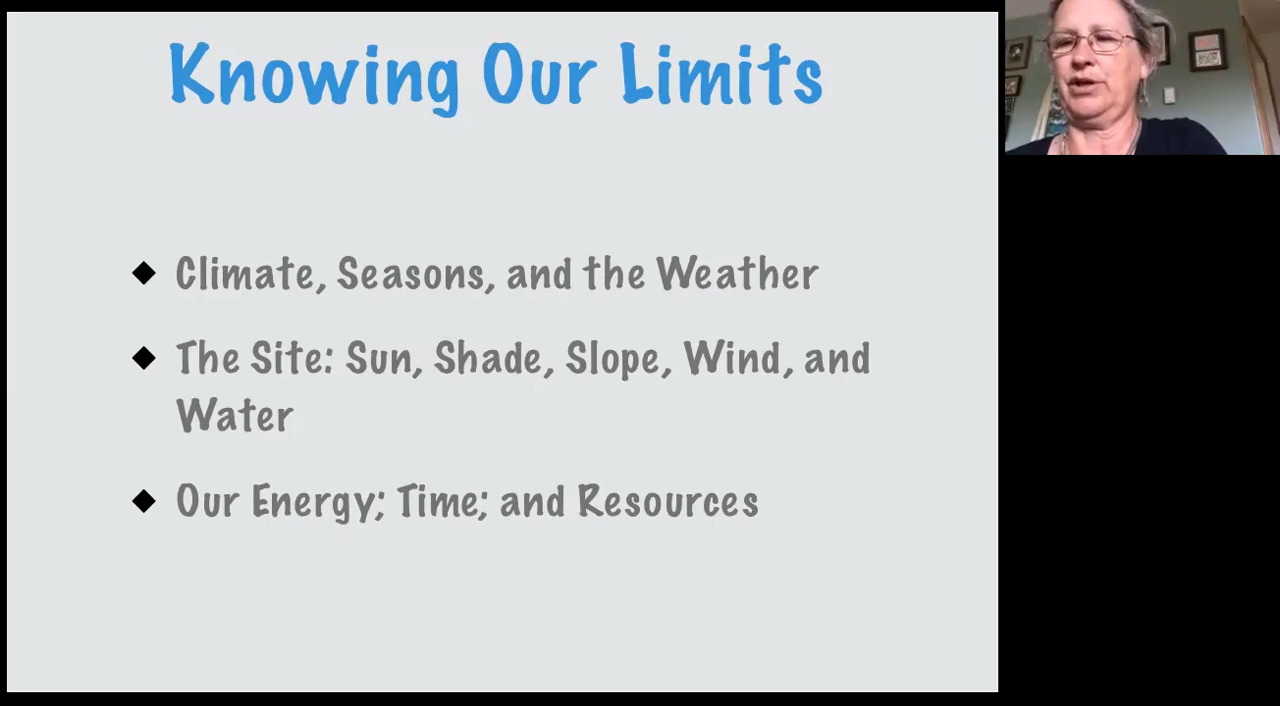 Knowing Our Limits
Climate, Seasons, and the Weather
The Site: Sun, Shade, Slope, Wind, and
Water
Our Energy; Time; and Resources